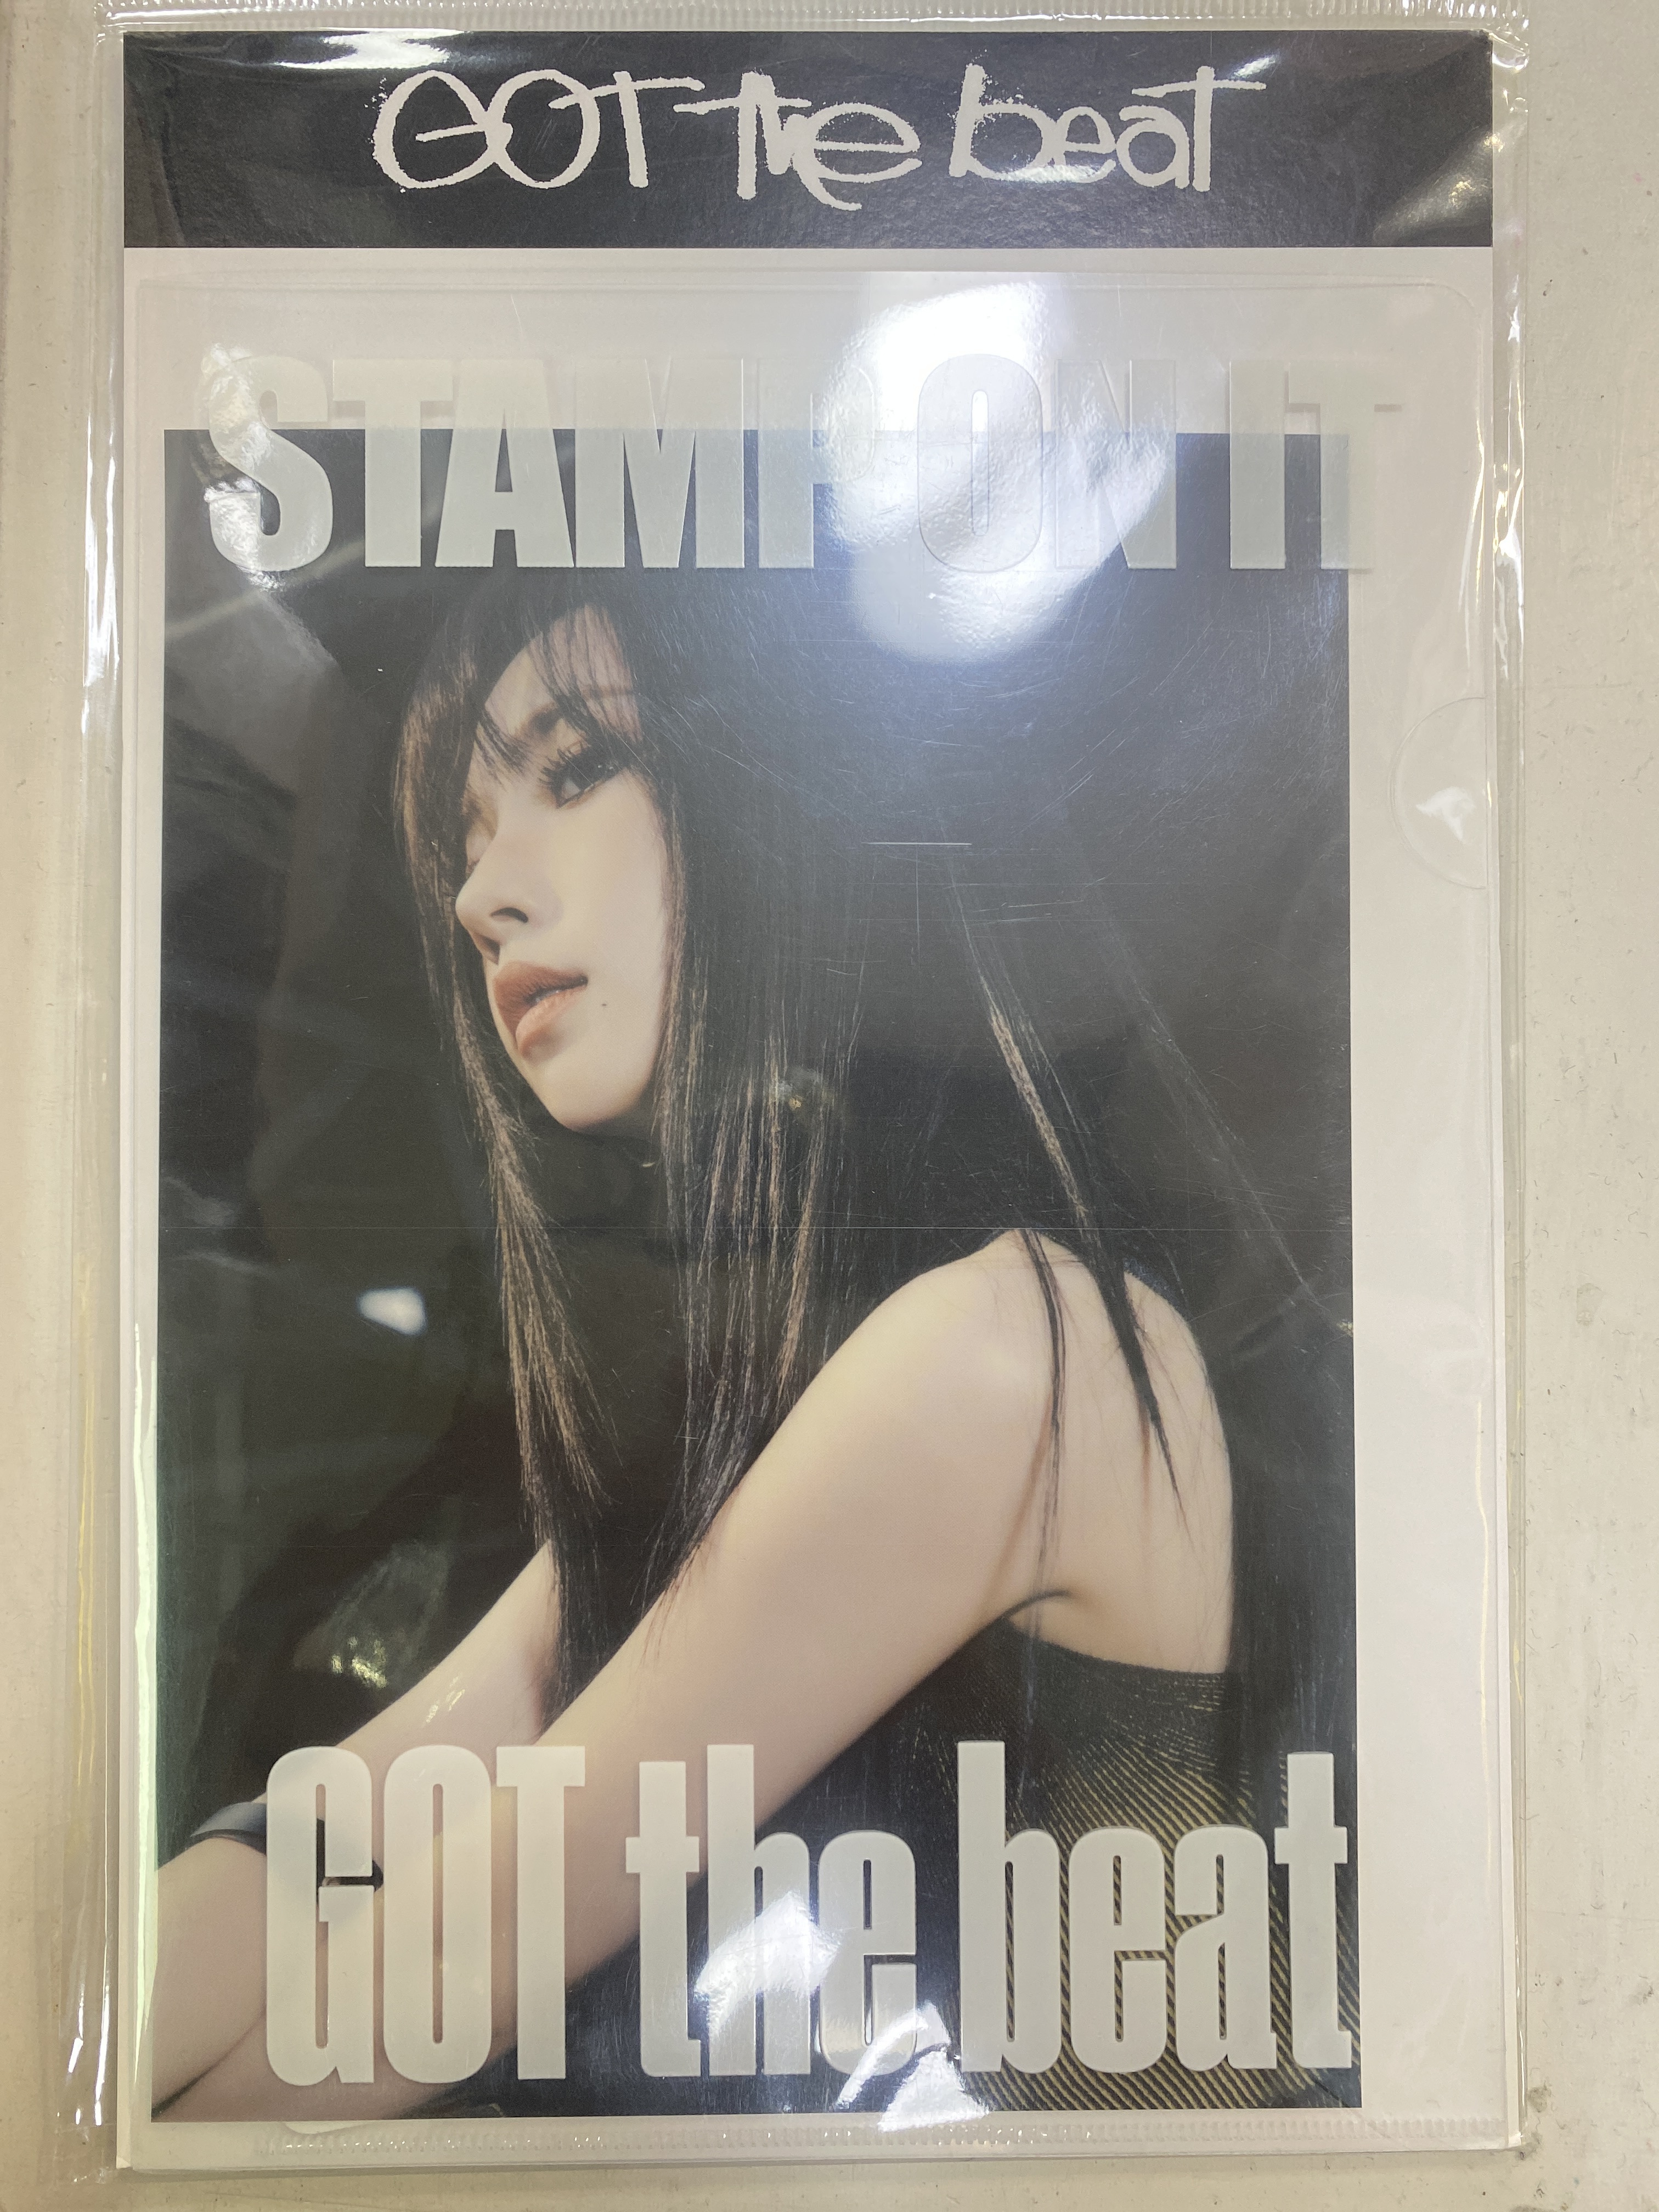 GOT the beat
STAMP ON IT
GOT the beat